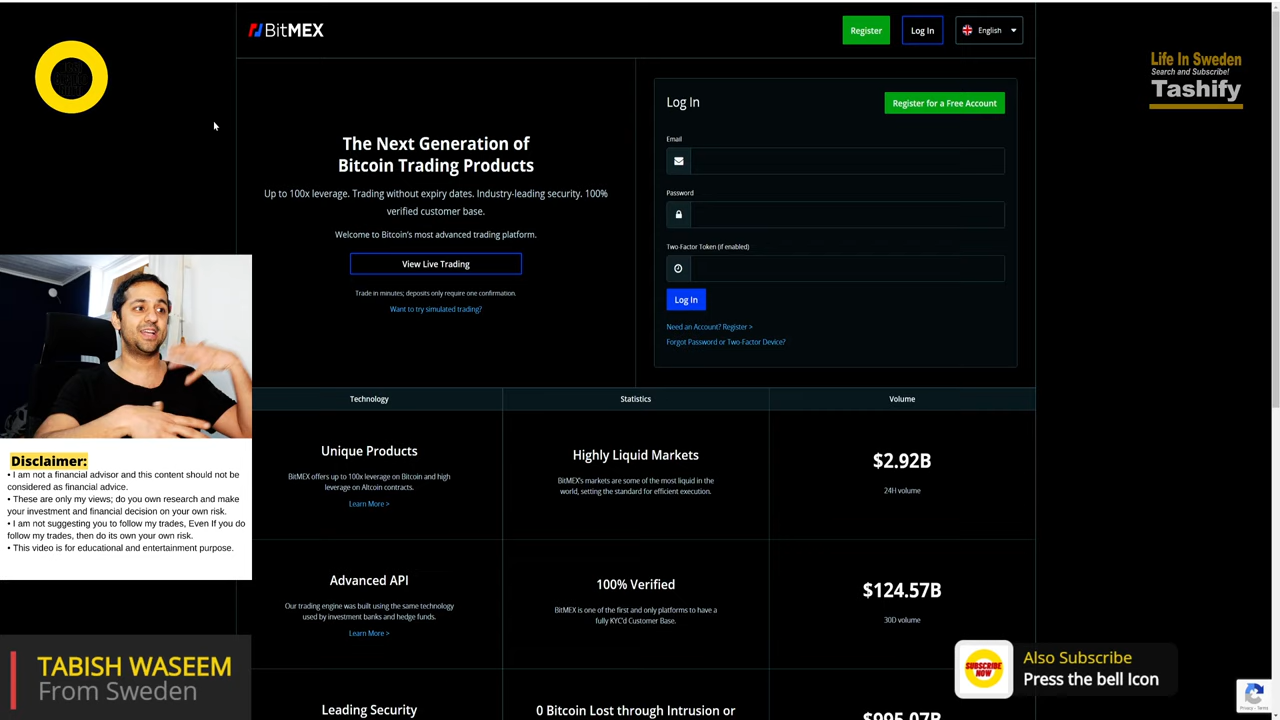 BitMEX
Register
Log In
English
Life In Sweden
Search and Subscribe!
Tashify
The Next Generation of
Bitcoin Trading Products
Up to 100x leverage. Trading without expiry dates. Industry-leading security. 100%
verified customer base.
Welcome to Bitcoin's most advanced trading platform.
View Live Trading
Trade in minutes; deposits only require one confirmation.
Want to try simulated trading?
Log In
Register for a Free Account
Email
Password
Two-Factor Token (if enabled)
Log In
Need an Account? Register >
Forgot Password or Two-Factor Device?
Technology
Statistics
Volume
Unique Products
BitMEX offers up to 100x leverage on Bitcoin and high
leverage on Altcoin contracts.
Learn More >
Highly Liquid Markets
BitMEX's markets are some of the most liquid in the
world, setting the standard for efficient execution.
$2.92B
24H volume
Advanced API
Our trading engine was built using the same technology
used by investment banks and hedge funds.
Learn More >
100% Verified
BitMEX is one of the first and only platforms to have a
fully KYC'd Customer Base.
$124.57B
30D volume
Leading Security
0 Bitcoin Lost through Intrusion or
$995.07B
Disclaimer:
• I am not a financial advisor and this content should not be
considered as financial advice.
• These are only my views; do you own research and make
your investment and financial decision on your own risk.
• I am not suggesting you to follow my trades, Even If you do
follow my trades, then do its own your own risk.
• This video is for educational and entertainment purpose.
TABISH WASEEM
From Sweden
SUBSCRIBE
NOW
Also Subscribe
Press the bell Icon
Privacy - Terms